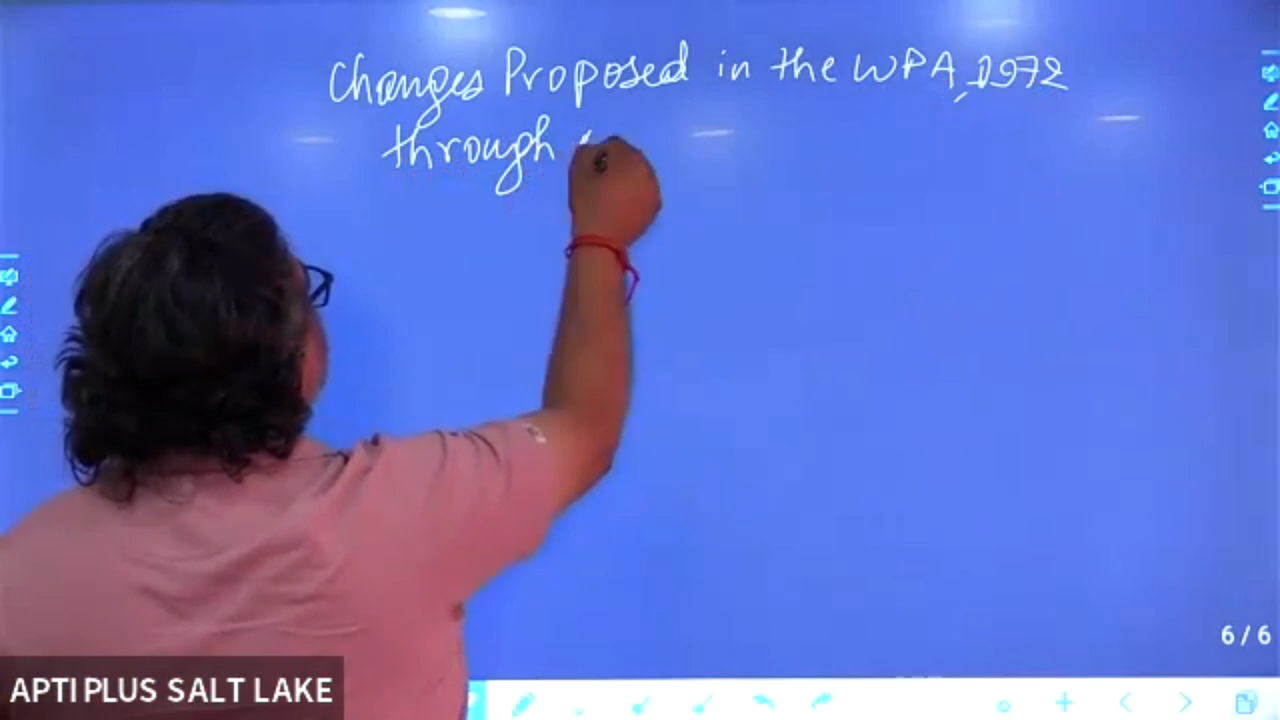 Changes Proposed in the WPA, 1972
through
6/6
APTI PLUS SALT LAKE